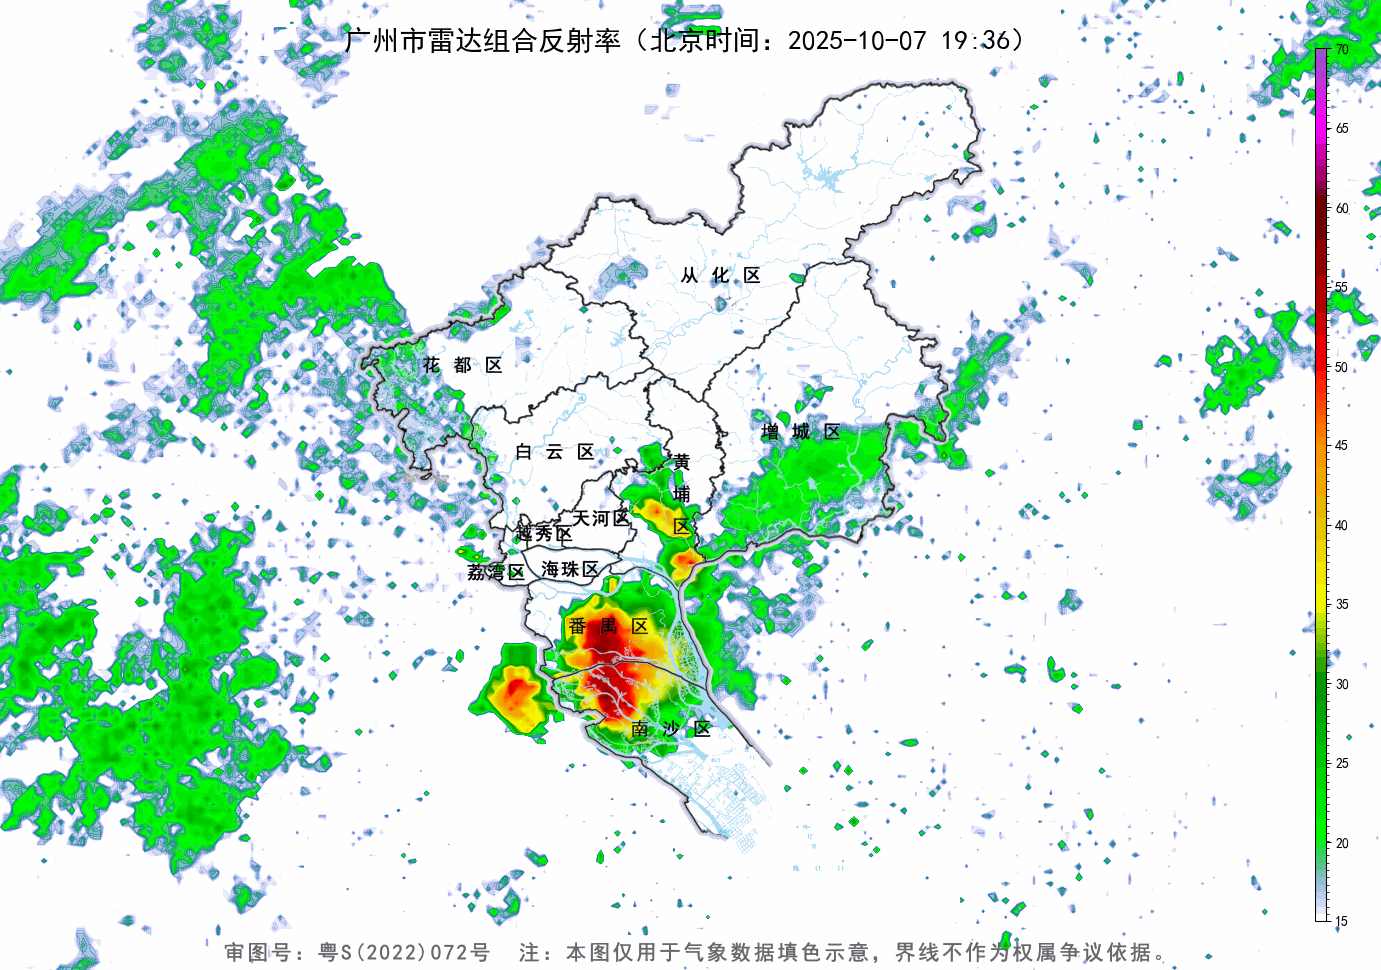 广州市雷达组合反射率（北京时间：2025-10-07 19:36）
70
65
60
55
50
45
40
35
30
25
20
15
从化区
花都区
增城区
白云区
黄埔区
天河区
越秀区
荔湾区
海珠区
番禺区
南沙区
审图号：粤S(2022)072号 注：本图仅用于气象数据填色示意，界线不作为权属争议依据。